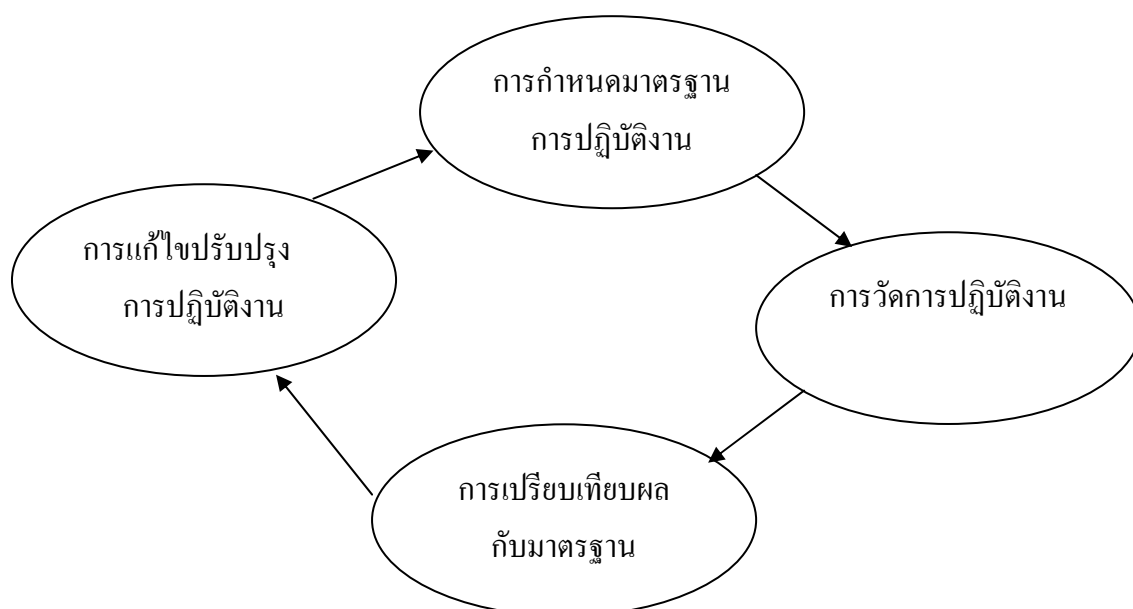 การกำหนดมาตรฐาน
การปฏิบัติงาน
การวัดการปฏิบัติงาน
การเปรียบเทียบผล
กับมาตรฐาน
การแก้ไขปรับปรุง
การปฏิบัติงาน